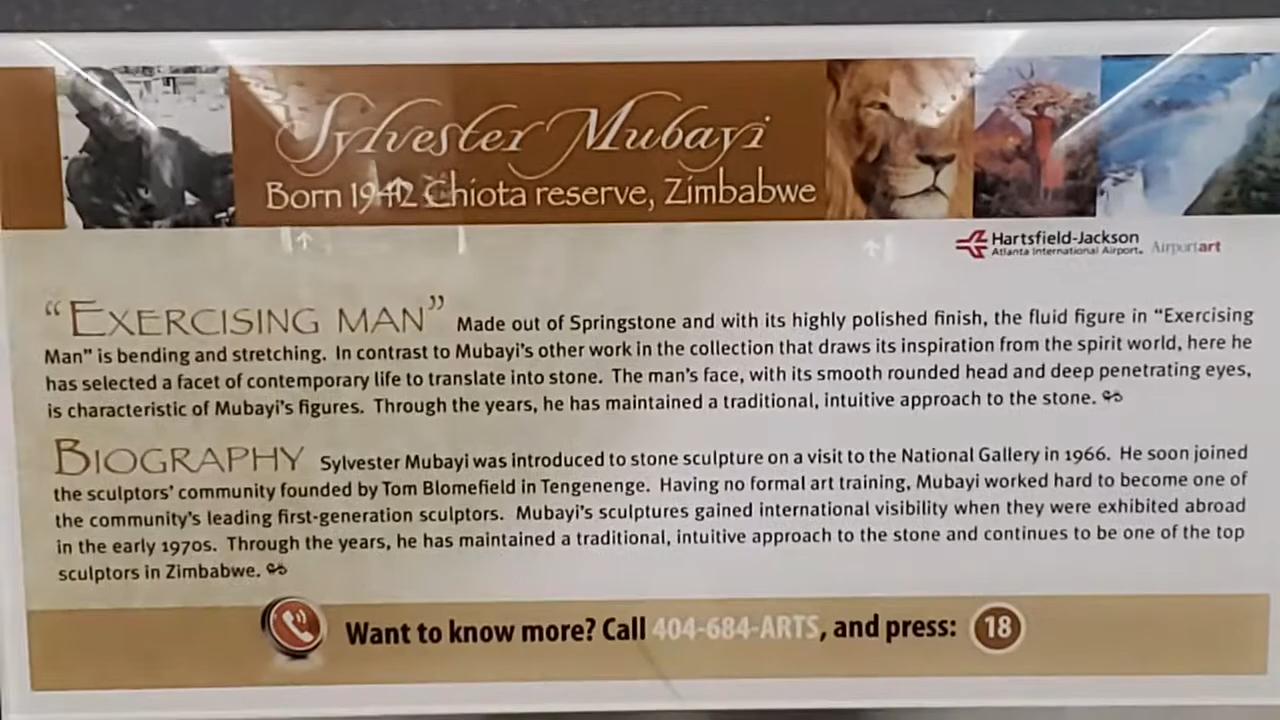 Sylvester Mubayi
Born 1942 Chiota reserve, Zimbabwe
Hartsfield-Jackson
Atlanta International Airport. Airportart
“EXERCISING MAN” Made out of Springstone and with its highly polished finish, the fluid figure in “Exercising
Man” is bending and stretching. In contrast to Mubayi’s other work in the collection that draws its inspiration from the spirit world, here he
has selected a facet of contemporary life to translate into stone. The man’s face, with its smooth rounded head and deep penetrating eyes,
is characteristic of Mubayi’s figures. Through the years, he has maintained a traditional, intuitive approach to the stone.
BIOGRAPHY Sylvester Mubayi was introduced to stone sculpture on a visit to the National Gallery in 1966. He soon joined
the sculptors’ community founded by Tom Blomefield in Tengenenge. Having no formal art training, Mubayi worked hard to become one of
the community’s leading first-generation sculptors. Mubayi’s sculptures gained international visibility when they were exhibited abroad
in the early 1970s. Through the years, he has maintained a traditional, intuitive approach to the stone and continues to be one of the top
sculptors in Zimbabwe.
Want to know more? Call 404-684-ARTS, and press: 18